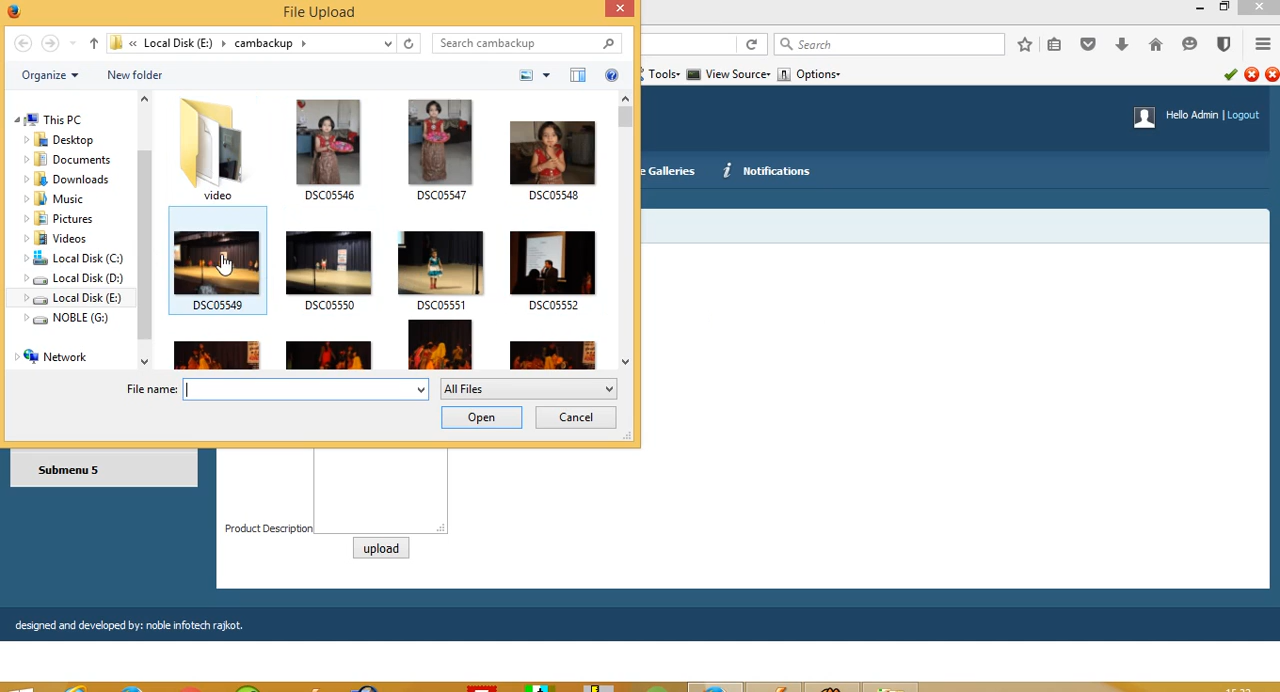 File Upload
« Local Disk (E:) cambackup
Search cambackup
Organize
New folder
This PC
Desktop
Documents
Downloads
Music
Pictures
Videos
Local Disk (C:)
Local Disk (D:)
Local Disk (E:)
NOBLE (G:)
Network
video DSC05546 DSC05547 DSC05548
DSC05549 DSC05550 DSC05551 DSC05552
File name:
All Files
Open Cancel
Search
Tools View Source Options
Hello Admin | Logout
e Galleries Notifications
Submenu 5
Product Description
upload
designed and developed by: noble infotech rajkot.